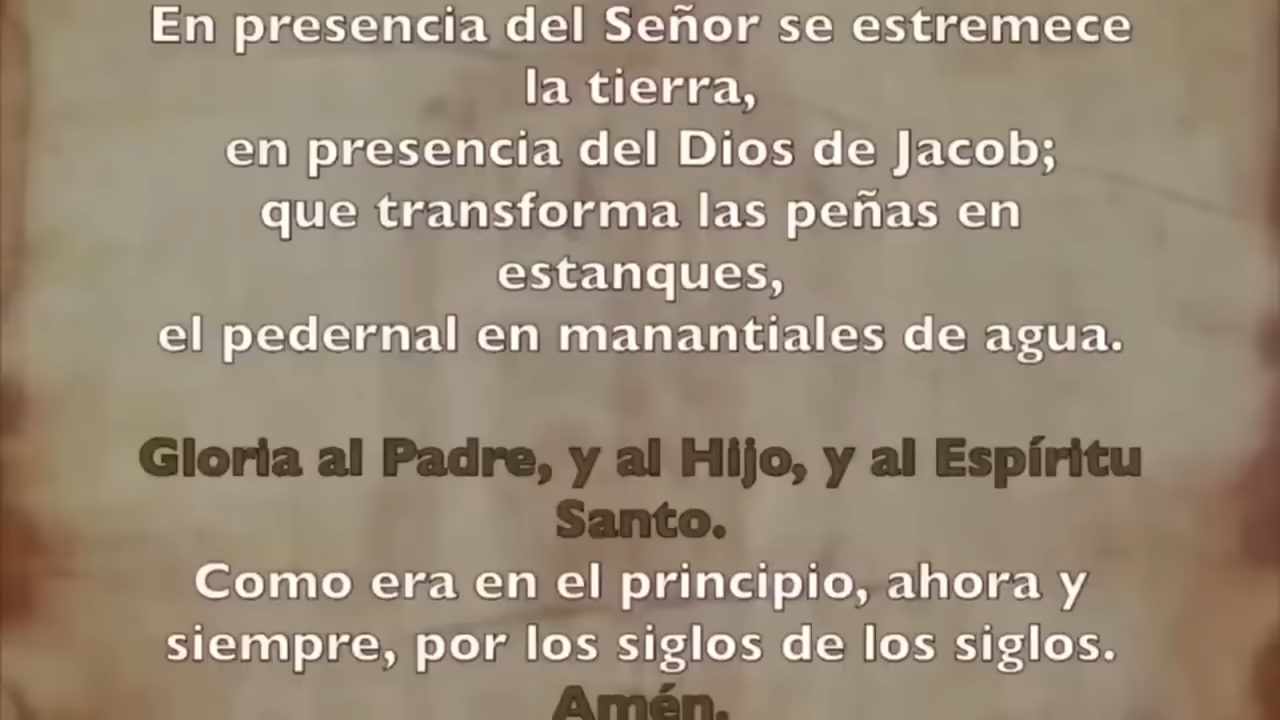 En presencia del Señor se estremece
la tierra,
en presencia del Dios de Jacob;
que transforma las peñas en
estanques,
el pedernal en manantiales de agua.
Gloria al Padre, y al Hijo, y al Espíritu
Santo.
Como era en el principio, ahora y
siempre, por los siglos de los siglos.
Amén.